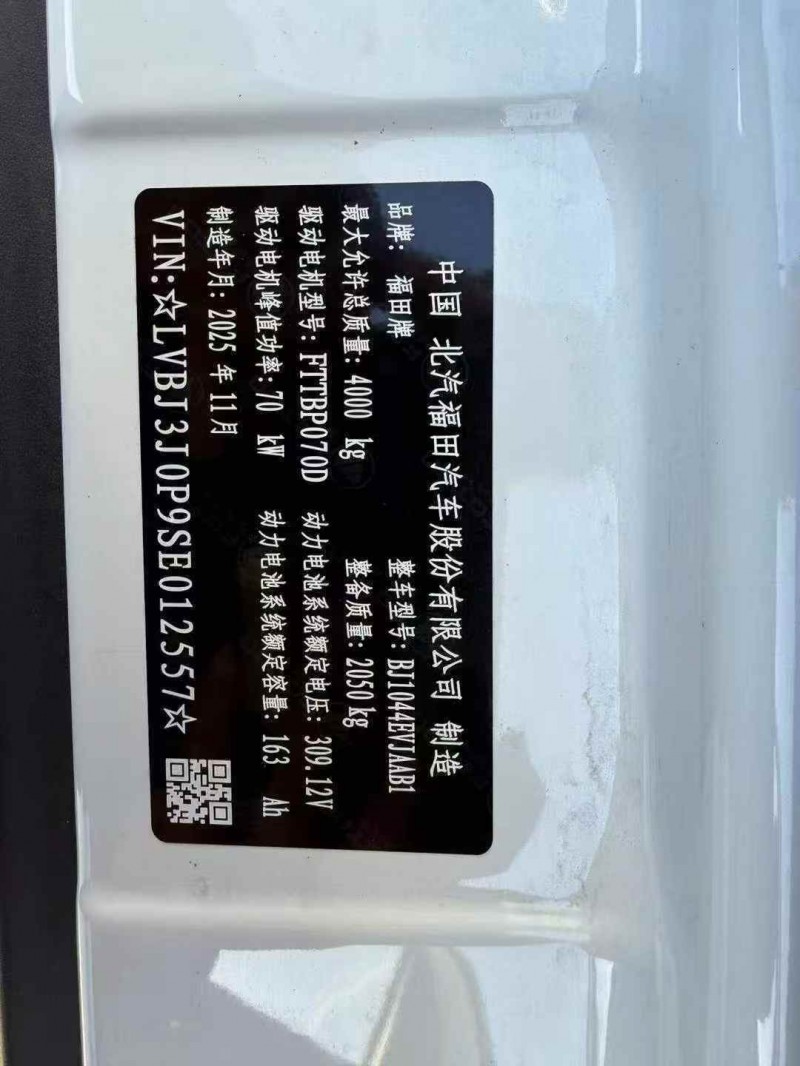 中国 北汽福田汽车股份有限公司 制造
品牌: 福田牌 整车型号: BJ1044EVJAAB1
最大允许总质量: 4000 kg 整备质量: 2050 kg
驱动电机型号: FTTBP070D 动力电池系统额定电压: 309.12V
驱动电机峰值功率: 70 kW 动力电池系统额定容量: 163 Ah
制造年月: 2025 年 11 月
VIN: ☆LVBJ3J0P9SE012557☆